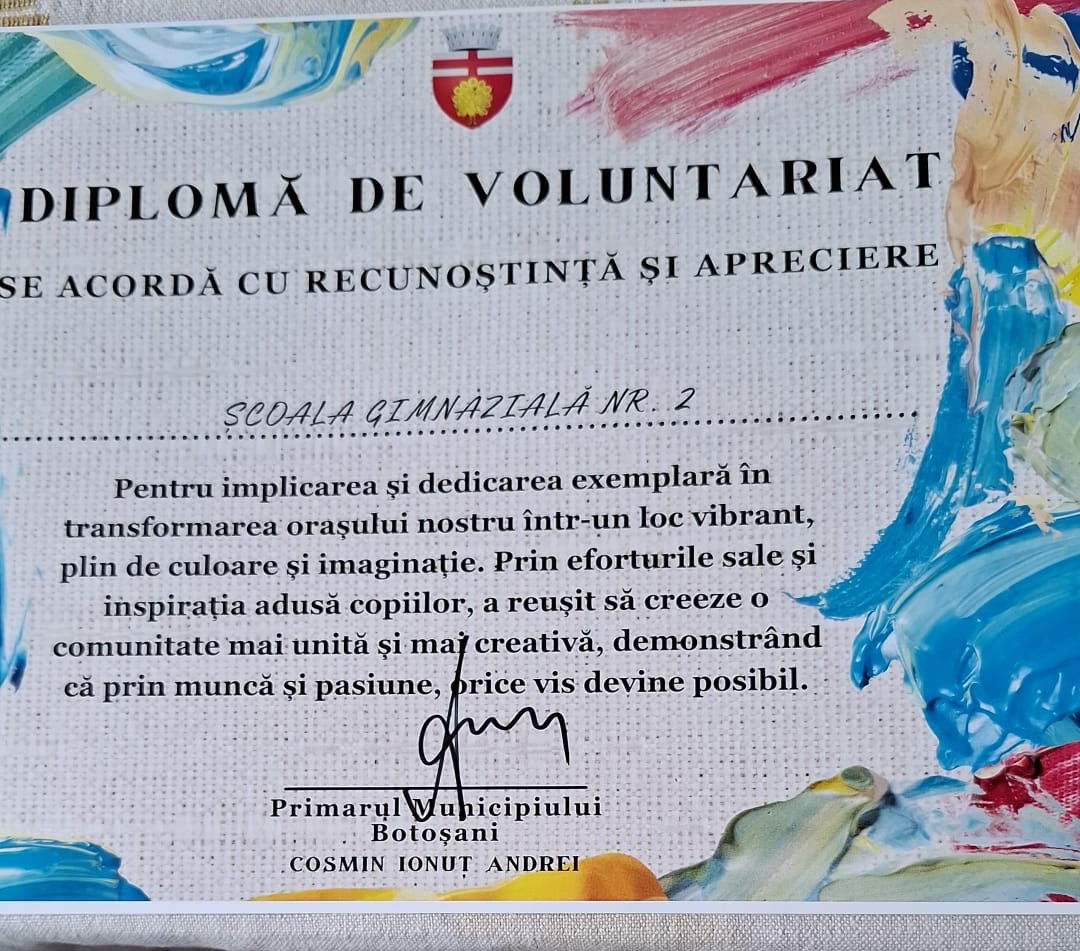 DIPLOMĂ DE VOLUNTARIAT
SE ACORDĂ CU RECUNOȘTINȚĂ ȘI APRECIERE
ȘCOALA GIMNAZIALĂ NR. 2
Pentru implicarea și dedicarea exemplară în
transformarea orașului nostru într-un loc vibrant,
plin de culoare și imaginație. Prin eforturile sale și
inspirația adusă copiilor, a reușit să creeze o
comunitate mai unită și mai creativă, demonstrând
că prin muncă și pasiune, orice vis devine posibil.
Primarul Municipiului
Botoșani
COSMIN IONUȚ ANDREI